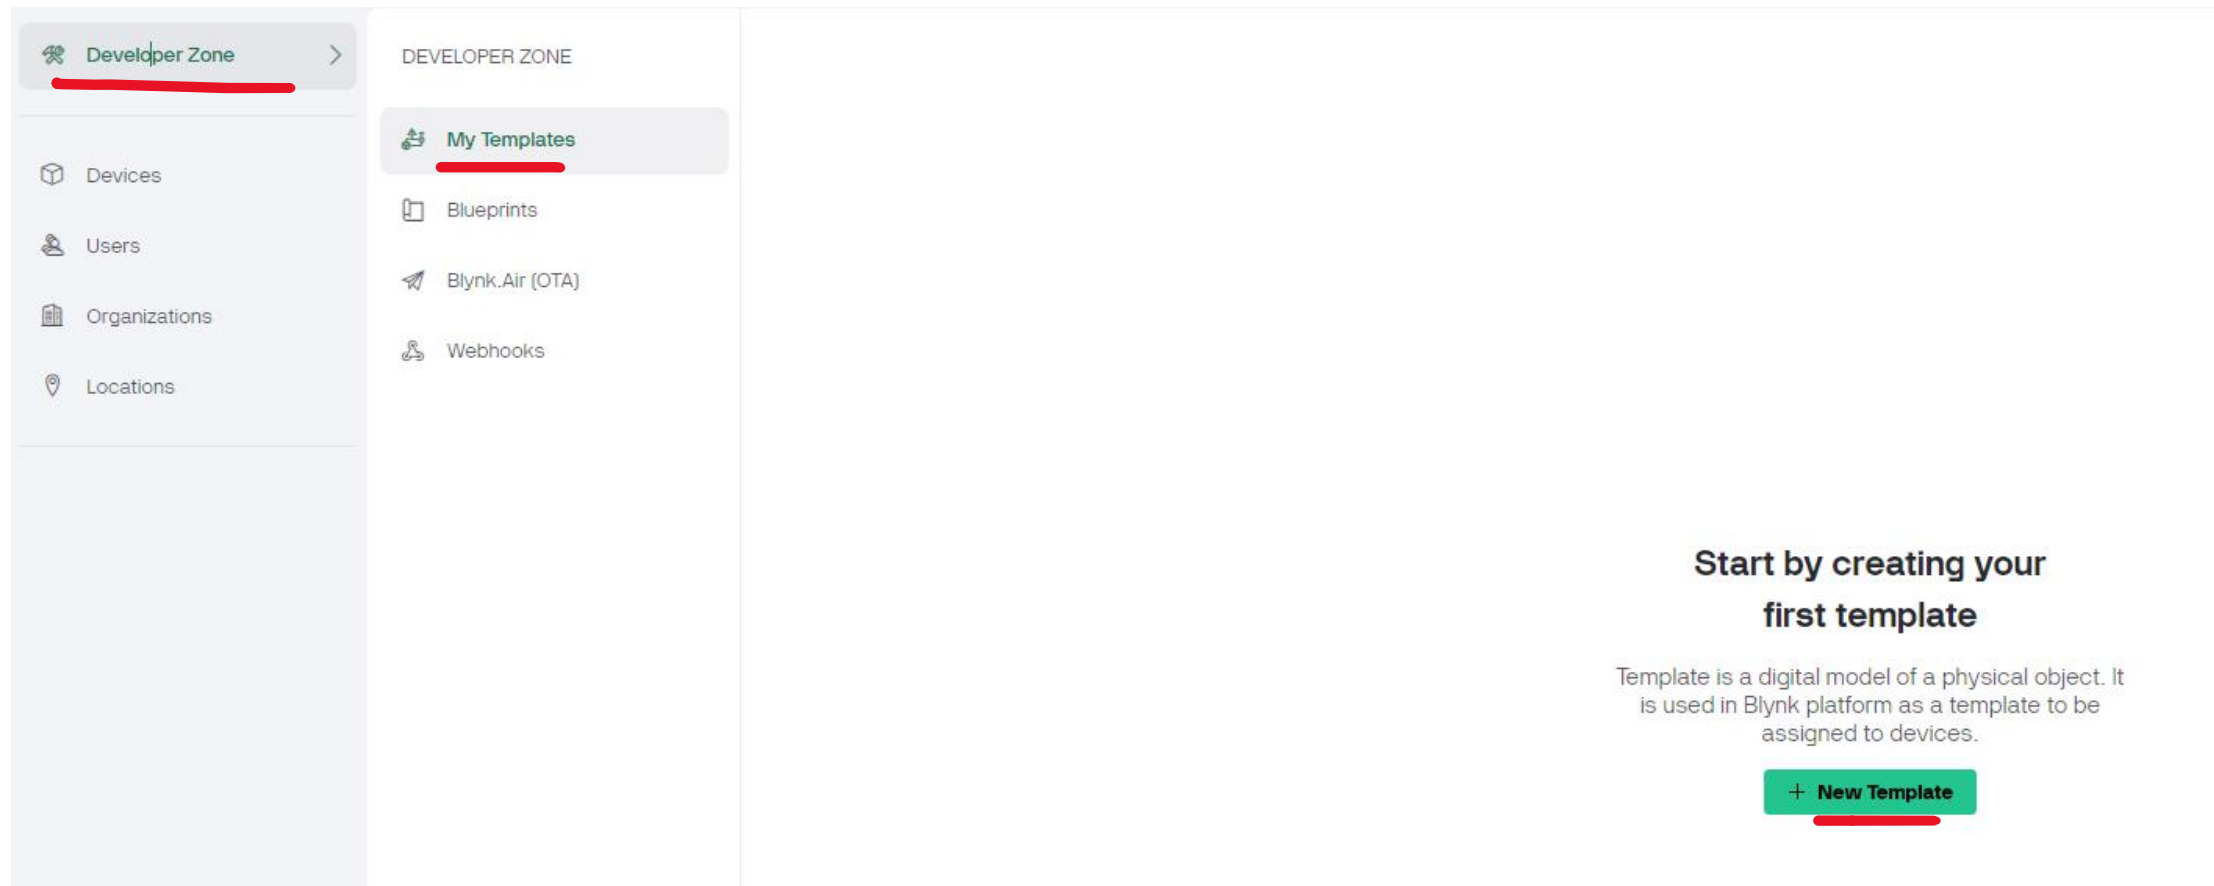 Developer Zone
Devices
Users
Organizations
Locations
DEVELOPER ZONE
My Templates
Blueprints
Blynk.Air (OTA)
Webhooks
Start by creating your
first template
Template is a digital model of a physical object. It
is used in Blynk platform as a template to be
assigned to devices.
+ New Template